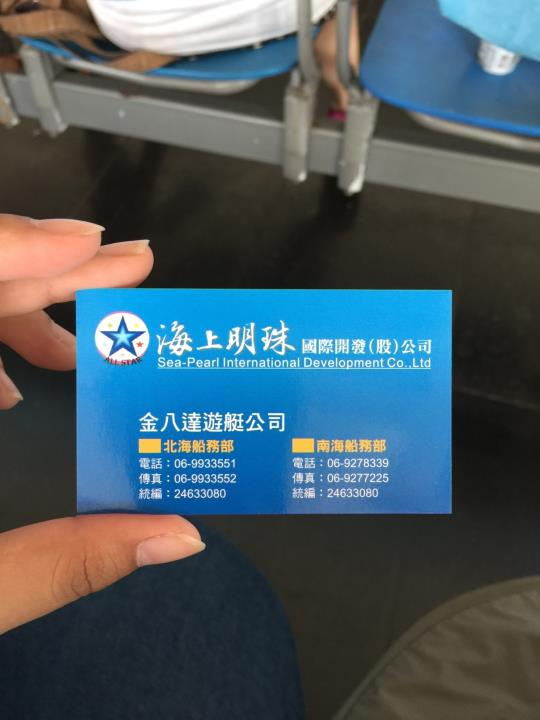 ALL STAR
海上明珠 國際開發(股)公司
Sea-Pearl International Development Co.,Ltd
金八達遊艇公司
北海船務部
電話：06-9933551
傳真：06-9933552
統編：24633080
南海船務部
電話：06-9278339
傳真：06-9277225
統編：24633080